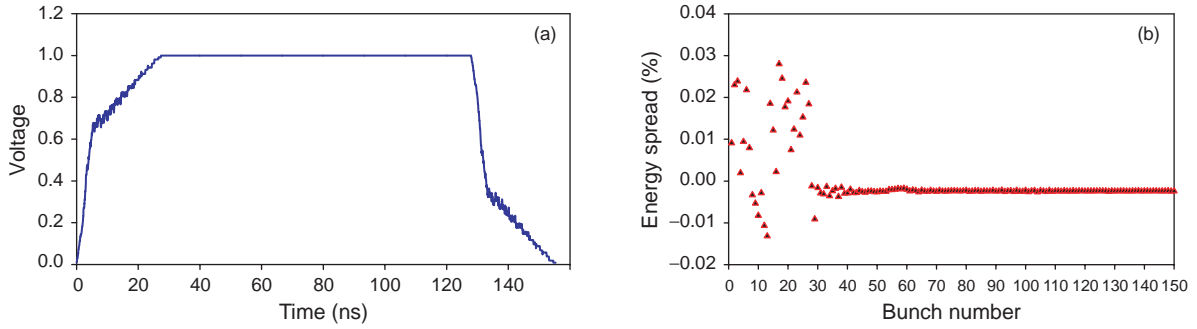 (a)
Voltage
1.2
1.0
0.8
0.6
0.4
0.2
0.0
0 20 40 60 80 100 120 140
Time (ns)
(b)
Energy spread (%)
0.04
0.03
0.02
0.01
0.00
−0.01
−0.02
0 10 20 30 40 50 60 70 80 90 100 110 120 130 140 150
Bunch number